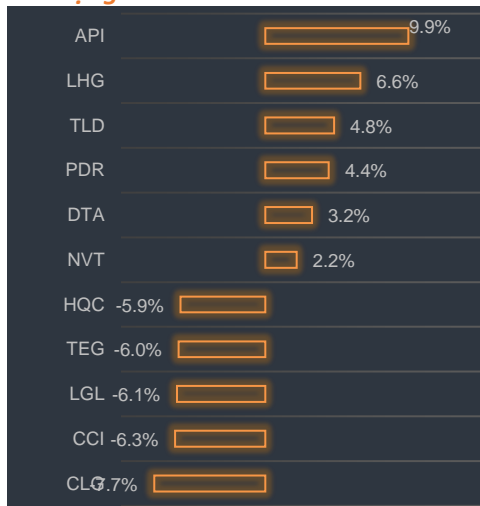 API 9.9%
LHG 6.6%
TLD 4.8%
PDR 4.4%
DTA 3.2%
NVT 2.2%
HQC -5.9%
TEG -6.0%
LGL -6.1%
CCI -6.3%
CLG -7.7%